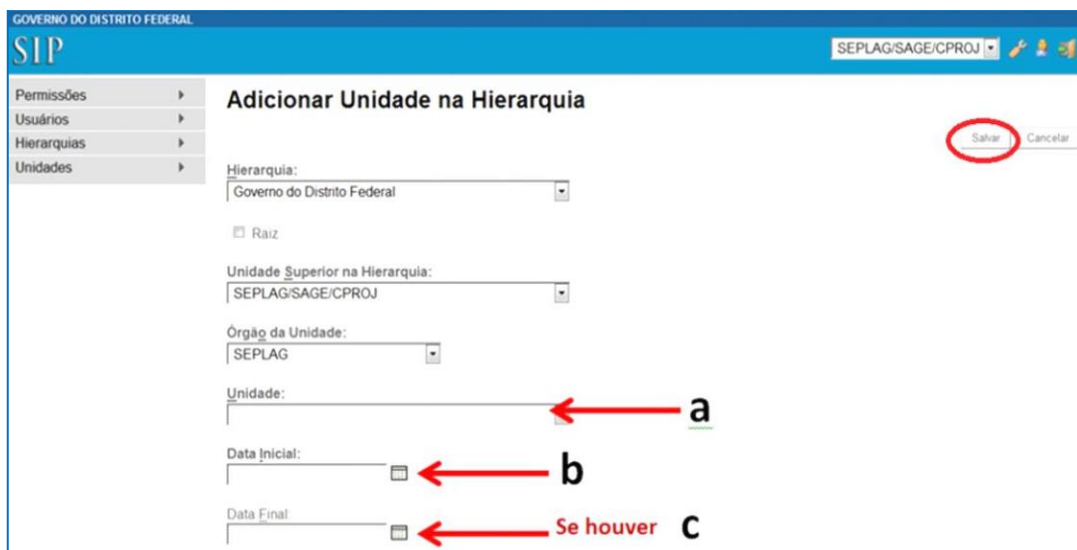 GOVERNO DO DISTRITO FEDERAL
SIP
SEPLAG/SAGE/CPROJ
Permissões
Usuários
Hierarquias
Unidades
Adicionar Unidade na Hierarquia
Salvar
Cancelar
Hierarquia:
Governo do Distrito Federal
Raiz
Unidade Superior na Hierarquia:
SEPLAG/SAGE/CPROJ
Órgão da Unidade:
SEPLAG
Unidade:
a
Data Inicial:
b
Data Final:
Se houver c